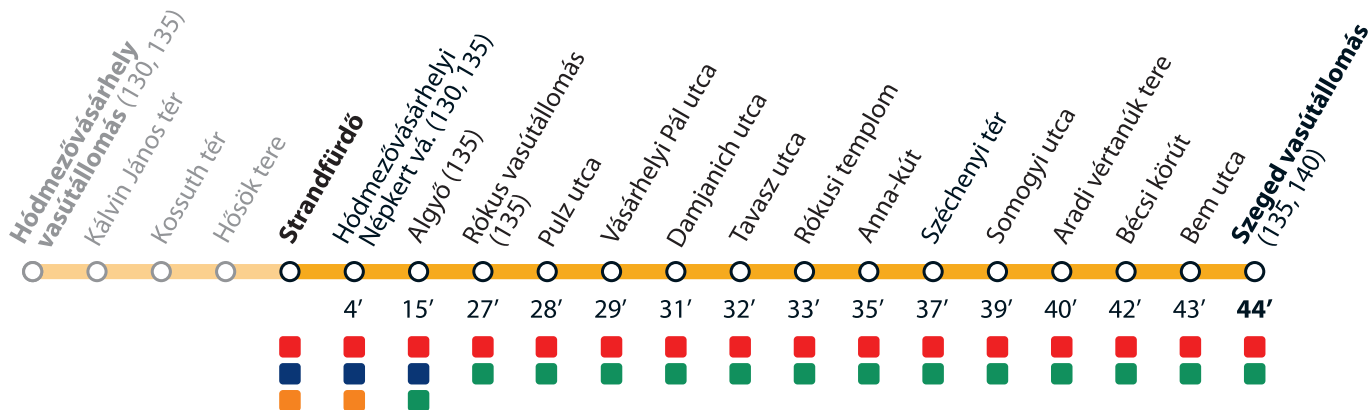 Hódmezővásárhely
vasútállomás (130, 135)
Kálvin János tér
Kossuth tér
Hősök tere
Strandfürdő
Hódmezővásárhelyi
Népkert vá. (130, 135)
Algyő (135)
Rókus vasútállomás
(135)
Pulz utca
Vásárhelyi Pál utca
Damjanich utca
Tavasz utca
Rókusi templom
Anna-kút
Széchenyi tér
Somogyi utca
Aradi vértanúk tere
Bécsi körút
Bem utca
Szeged vasútállomás
(135, 140)
4’ 15’ 27’ 28’ 29’ 31’ 32’ 33’ 35’ 37’ 39’ 40’ 42’ 43’ 44’